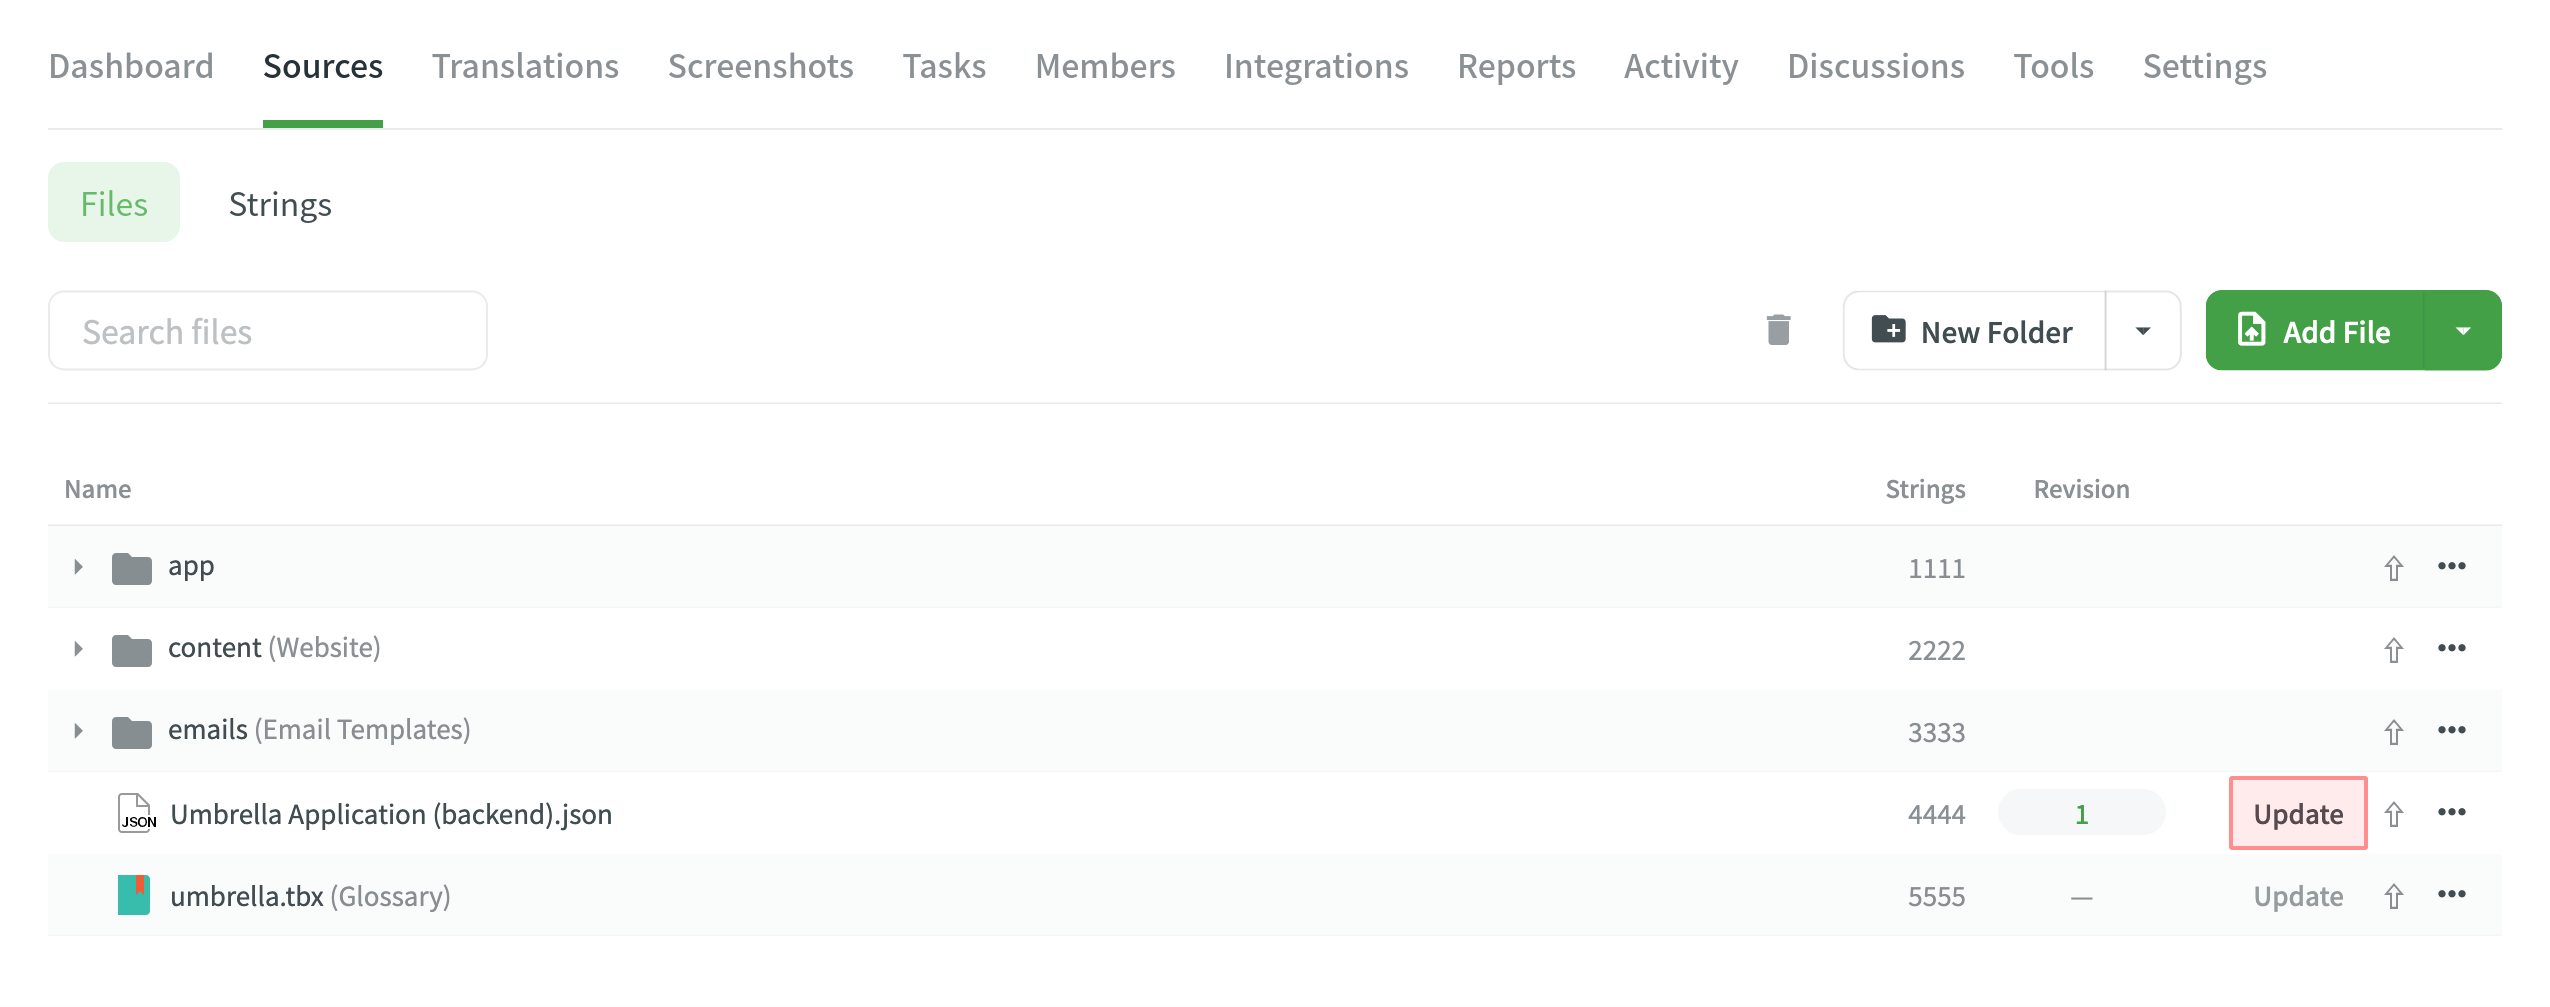 Dashboard Sources Translations Screenshots Tasks Members Integrations Reports Activity Discussions Tools Settings
Files Strings
Search files New Folder Add File
Name Strings Revision
app 1111
content (Website) 2222
emails (Email Templates) 3333
JSON Umbrella Application (backend).json 4444 1 Update
umbrella.tbx (Glossary) 5555 — Update